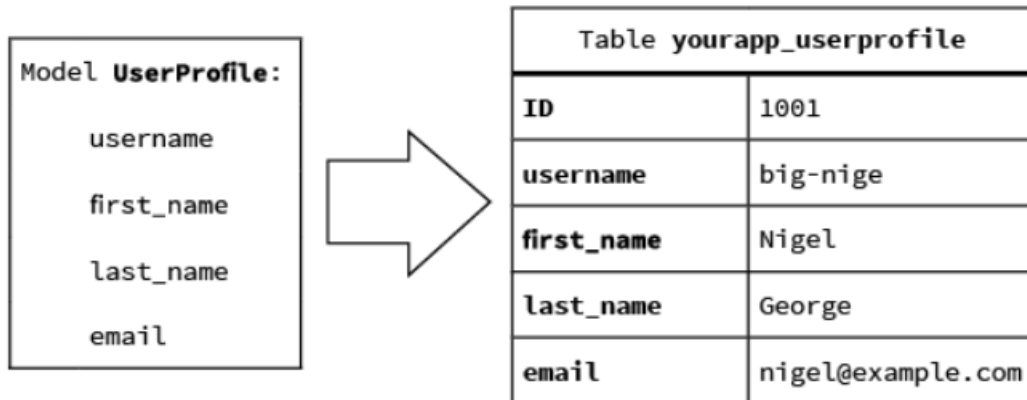 Model UserProfile:
username
first_name
last_name
email
Table yourapp_userprofile
ID 1001
username big-nige
first_name Nigel
last_name George
email nigel@example.com